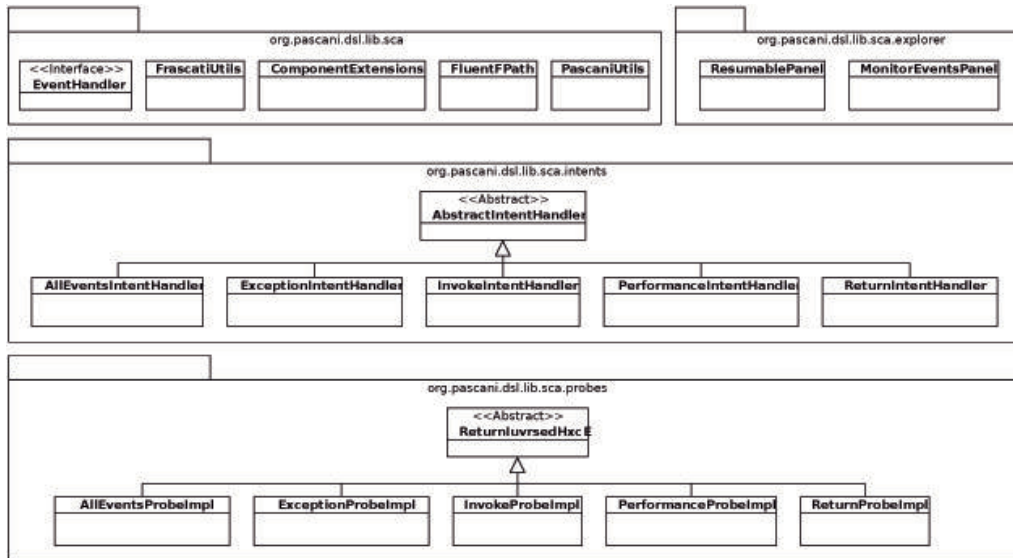 org.pascani.dsl.lib.sca
<<Interface>>
EventHandler
FrascatiUtils
ComponentExtensions
FluentFPath
PascaniUtils
org.pascani.dsl.lib.sca.explorer
ResumablePanel
MonitorEventsPanel
org.pascani.dsl.lib.sca.intents
<<Abstract>>
AbstractIntentHandler
AllEventsIntentHandler
ExceptionIntentHandler
InvokeIntentHandler
PerformanceIntentHandler
ReturnIntentHandler
org.pascani.dsl.lib.sca.probes
<<Abstract>>
ReturnIuvrsedHxcE
AllEventsProbeImpl
ExceptionProbeImpl
InvokeProbeImpl
PerformanceProbeImpl
ReturnProbeImpl